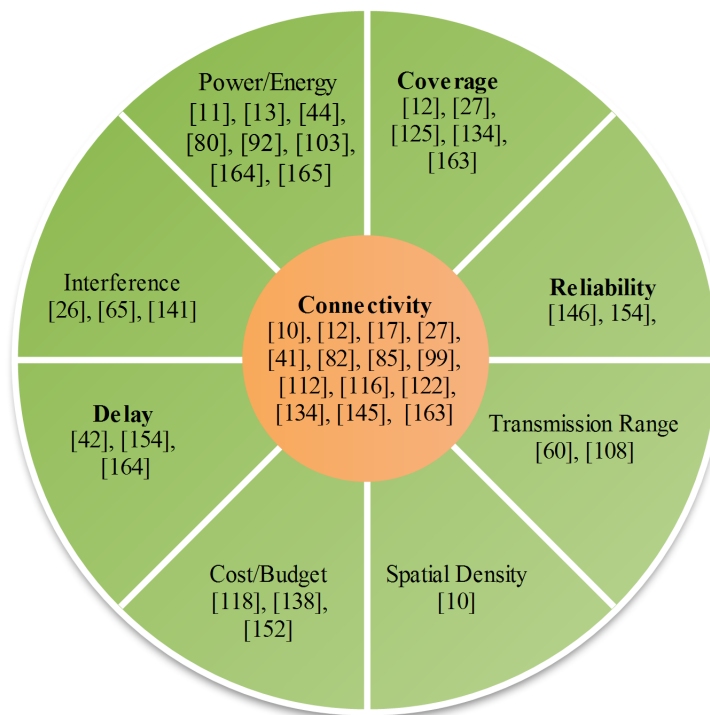 Power/Energy
[11], [13], [44],
[80], [92], [103],
[164], [165]
Coverage
[12], [27],
[125], [134],
[163]
Interference
[26], [65], [141]
Connectivity
[10], [12], [17], [27],
[41], [82], [85], [99],
[112], [116], [122],
[134], [145], [163]
Reliability
[146], 154],
Delay
[42], [154],
[164]
Transmission Range
[60], [108]
Cost/Budget
[118], [138],
[152]
Spatial Density
[10]